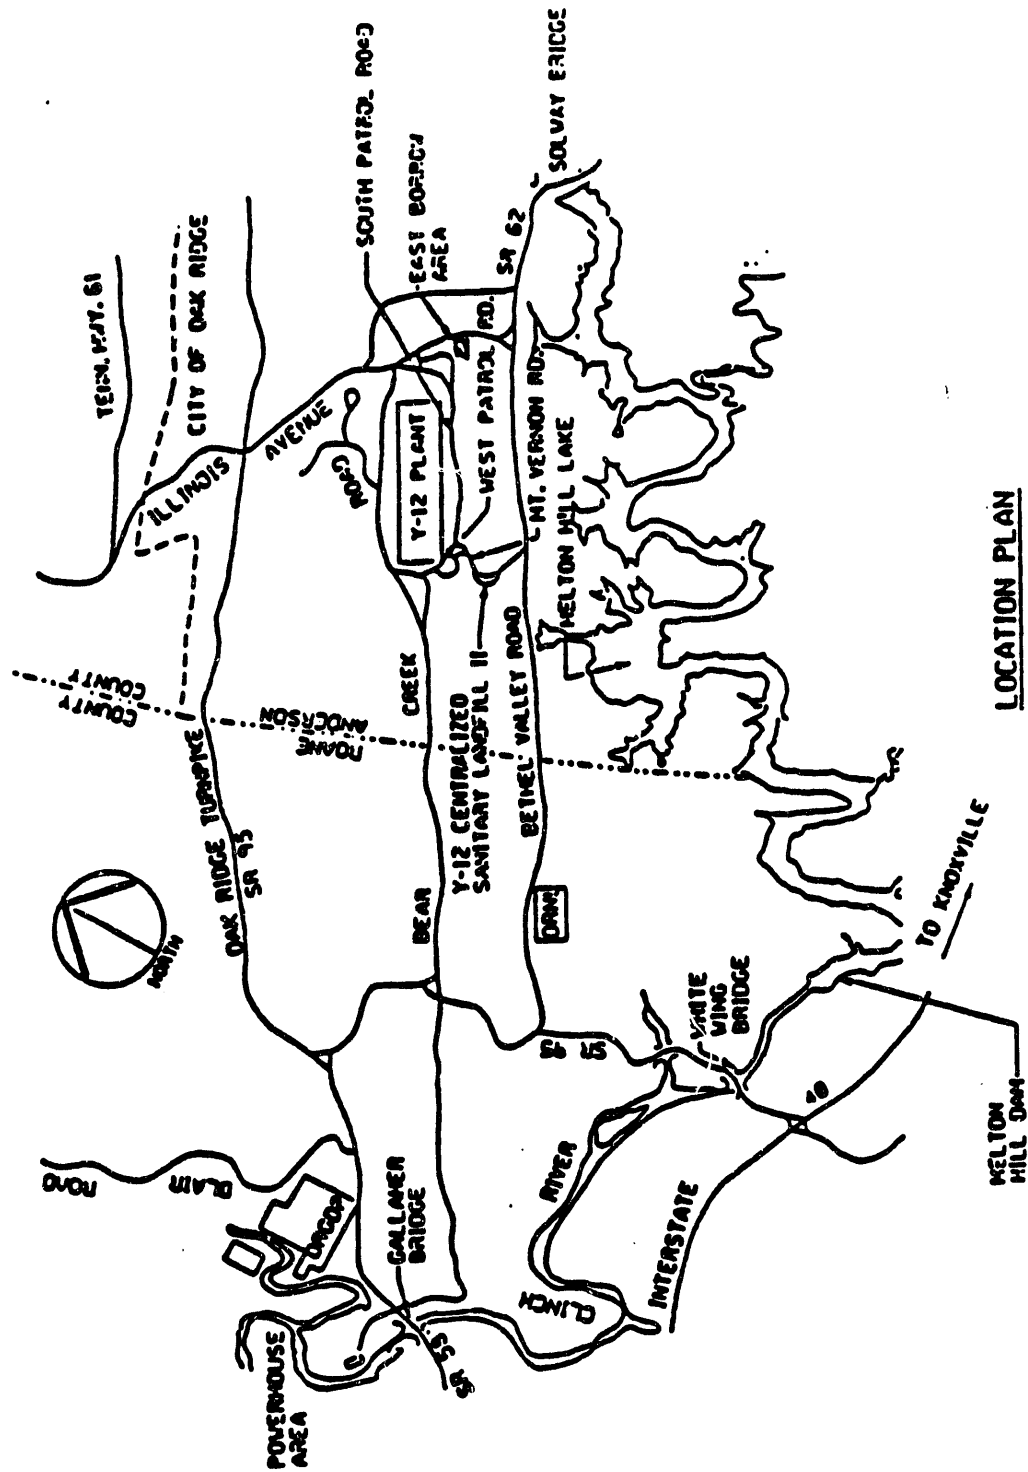 TENN. HWY. 61
CITY OF OAK RIDGE
SOUTH PATROL ROAD
EAST BORROW
AREA
SR 62
SOLVAY BRIDGE
ILLINOIS
AVENUE
ROAD
Y-12 PLANT
WEST PATROL RD.
MT. VERNON RD.
MELTON HILL LAKE
COUNTY
COUNTY
ANDERSON
ROANE
OAK RIDGE TURNPIKE
SR 95
BEAR
CREEK
Y-12 CENTRALIZED
SANITARY LANDFILL II
BETHEL VALLEY ROAD
ORNL
NORTH
BLAIR
ROAD
ORGDP
GALLAHER
BRIDGE
POWERHOUSE
AREA
SR
CLINCH
RIVER
INTERSTATE
40
95
WHITE
WING
BRIDGE
TO KNOXVILLE
MELTON
HILL DAM
LOCATION PLAN